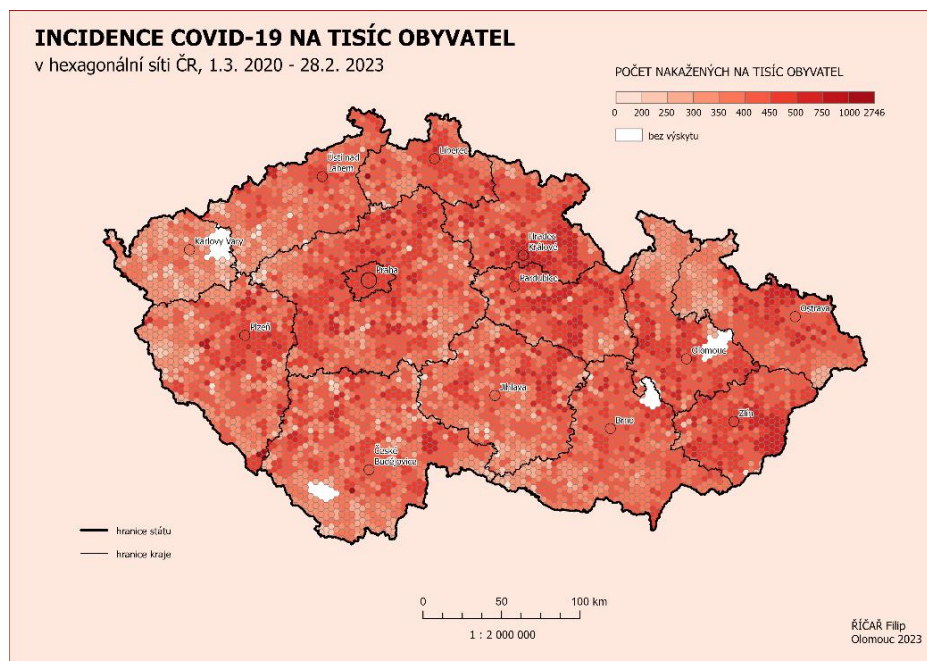 INCIDENCE COVID-19 NA TISÍC OBYVATEL
v hexagonální síti ČR, 1.3. 2020 - 28.2. 2023
POČET NAKAŽENÝCH NA TISÍC OBYVATEL
0 200 250 300 350 400 450 500 750 1000 2746
bez výskytu
Liberec
Ústí nad
Labem
Karlovy Vary
Hradec
Králové
Praha
Pardubice
Ostrava
Plzeň
Olomouc
Jihlava
Zlín
Brno
České
Budějovice
hranice státu
hranice kraje
0 50 100 km
1 : 2 000 000
ŘÍČAŘ Filip
Olomouc 2023